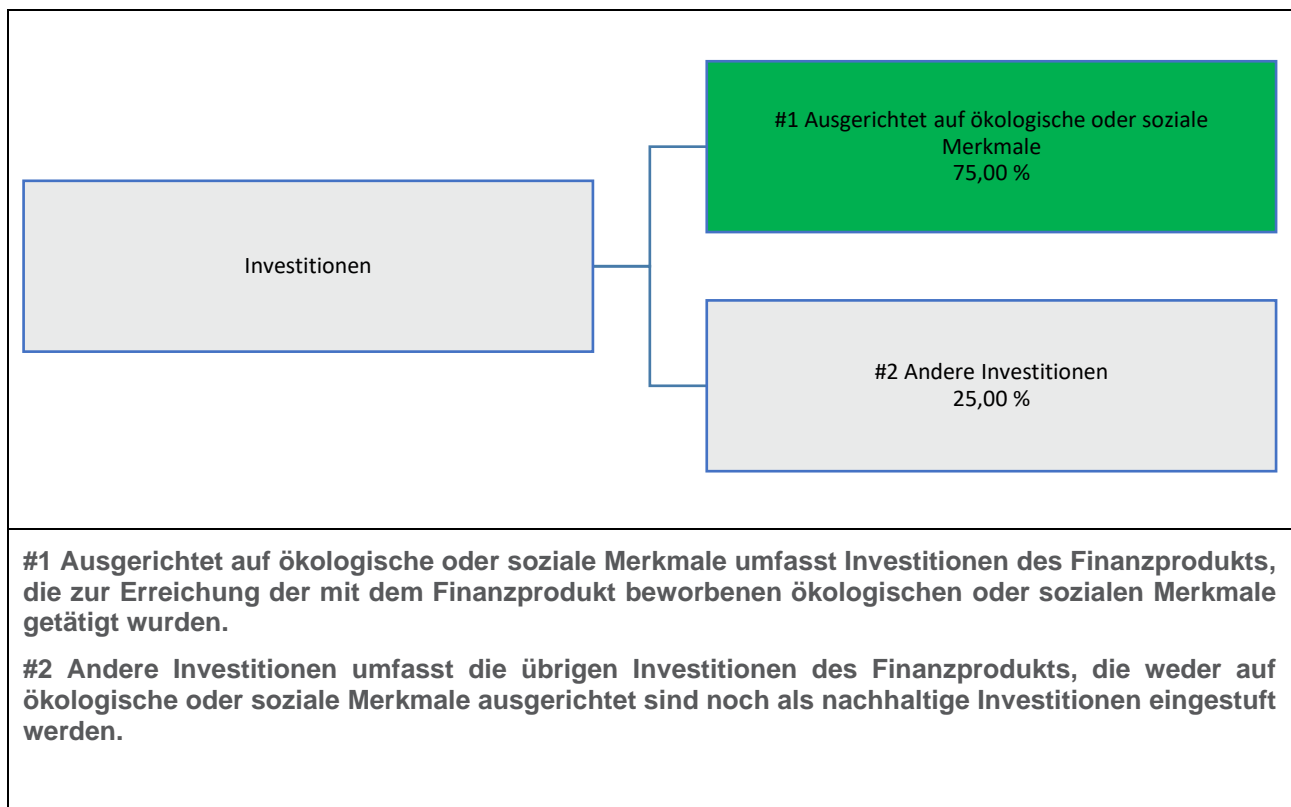 #1 Ausgerichtet auf ökologische oder soziale
Merkmale
75,00 %
Investitionen
#2 Andere Investitionen
25,00 %
#1 Ausgerichtet auf ökologische oder soziale Merkmale umfasst Investitionen des Finanzprodukts,
die zur Erreichung der mit dem Finanzprodukt beworbenen ökologischen oder sozialen Merkmale
getätigt wurden.
#2 Andere Investitionen umfasst die übrigen Investitionen des Finanzprodukts, die weder auf
ökologische oder soziale Merkmale ausgerichtet sind noch als nachhaltige Investitionen eingestuft
werden.